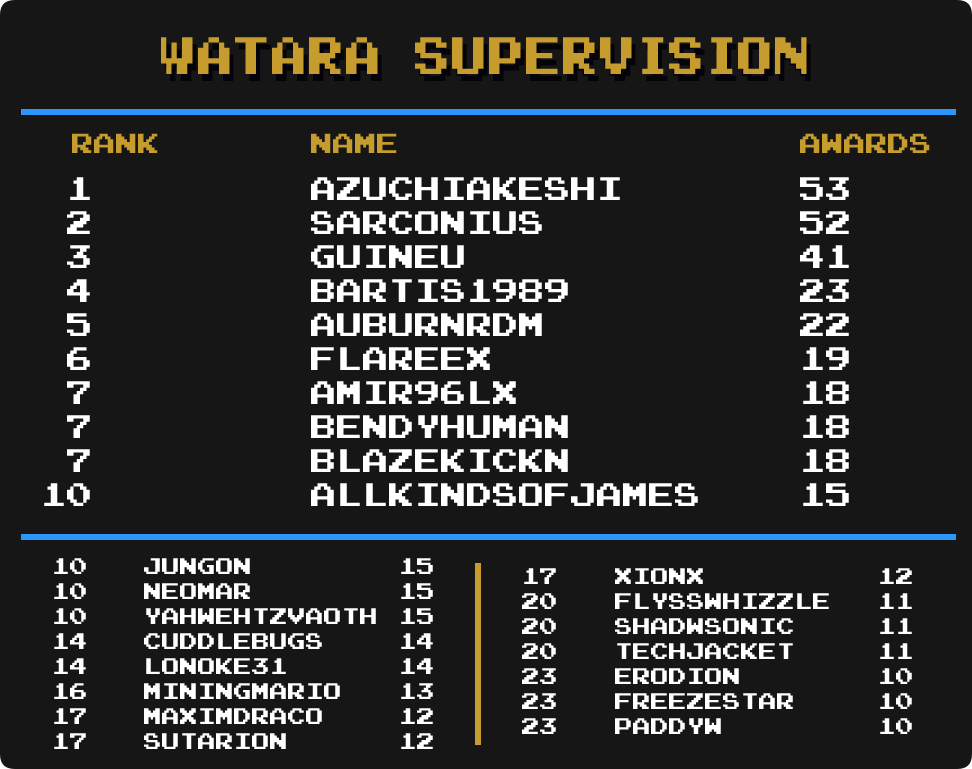 WATARA SUPERVISION
RANK NAME AWARDS
1 AZUCHIAKESHI 53
2 SARCONIUS 52
3 GUINEU 41
4 BARTIS1989 23
5 AUBURNRDM 22
6 FLAREEX 19
7 AMIR96LX 18
7 BENDYHUMAN 18
7 BLAZEKICKN 18
10 ALLKINDSOFJAMES 15
10 JUNGON 15
10 NEOMAR 15
10 YAHWEHTZVAOTH 15
14 CUDDLEBUGS 14
14 LONOKE31 14
16 MININGMARIO 13
17 MAXIMDRACO 12
17 SUTARION 12
17 XIONX 12
20 FLYSSWHIZZLE 11
20 SHADWSONIC 11
20 TECHJACKET 11
23 ERODION 10
23 FREEZESTAR 10
23 PADDYW 10